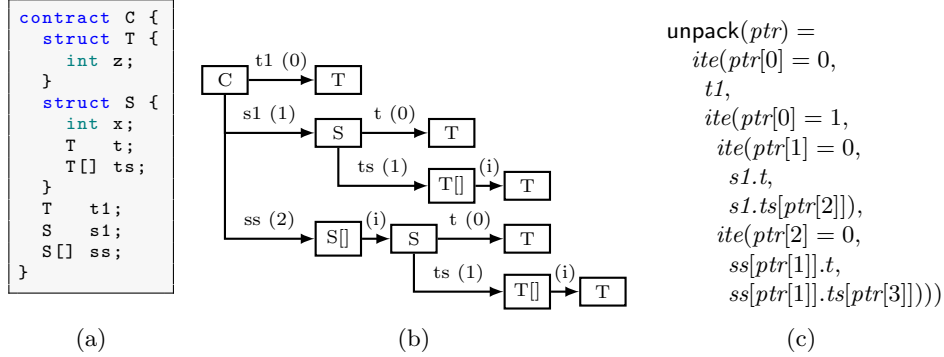 contract C {
struct T {
int z;
}
struct S {
int x;
T t;
T[] ts;
}
T t1;
S s1;
S[] ss;
}
(a)
C
t1 (0)
T
s1 (1)
S
t (0)
T
ts (1)
T[]
(i)
T
ss (2)
S[]
(i)
S
t (0)
T
ts (1)
T[]
(i)
T
(b)
unpack(ptr) =
ite(ptr[0] = 0,
t1,
ite(ptr[0] = 1,
ite(ptr[1] = 0,
s1.t,
s1.ts[ptr[2]]),
ite(ptr[2] = 0,
ss[ptr[1]].t,
ss[ptr[1]].ts[ptr[3]])))
(c)